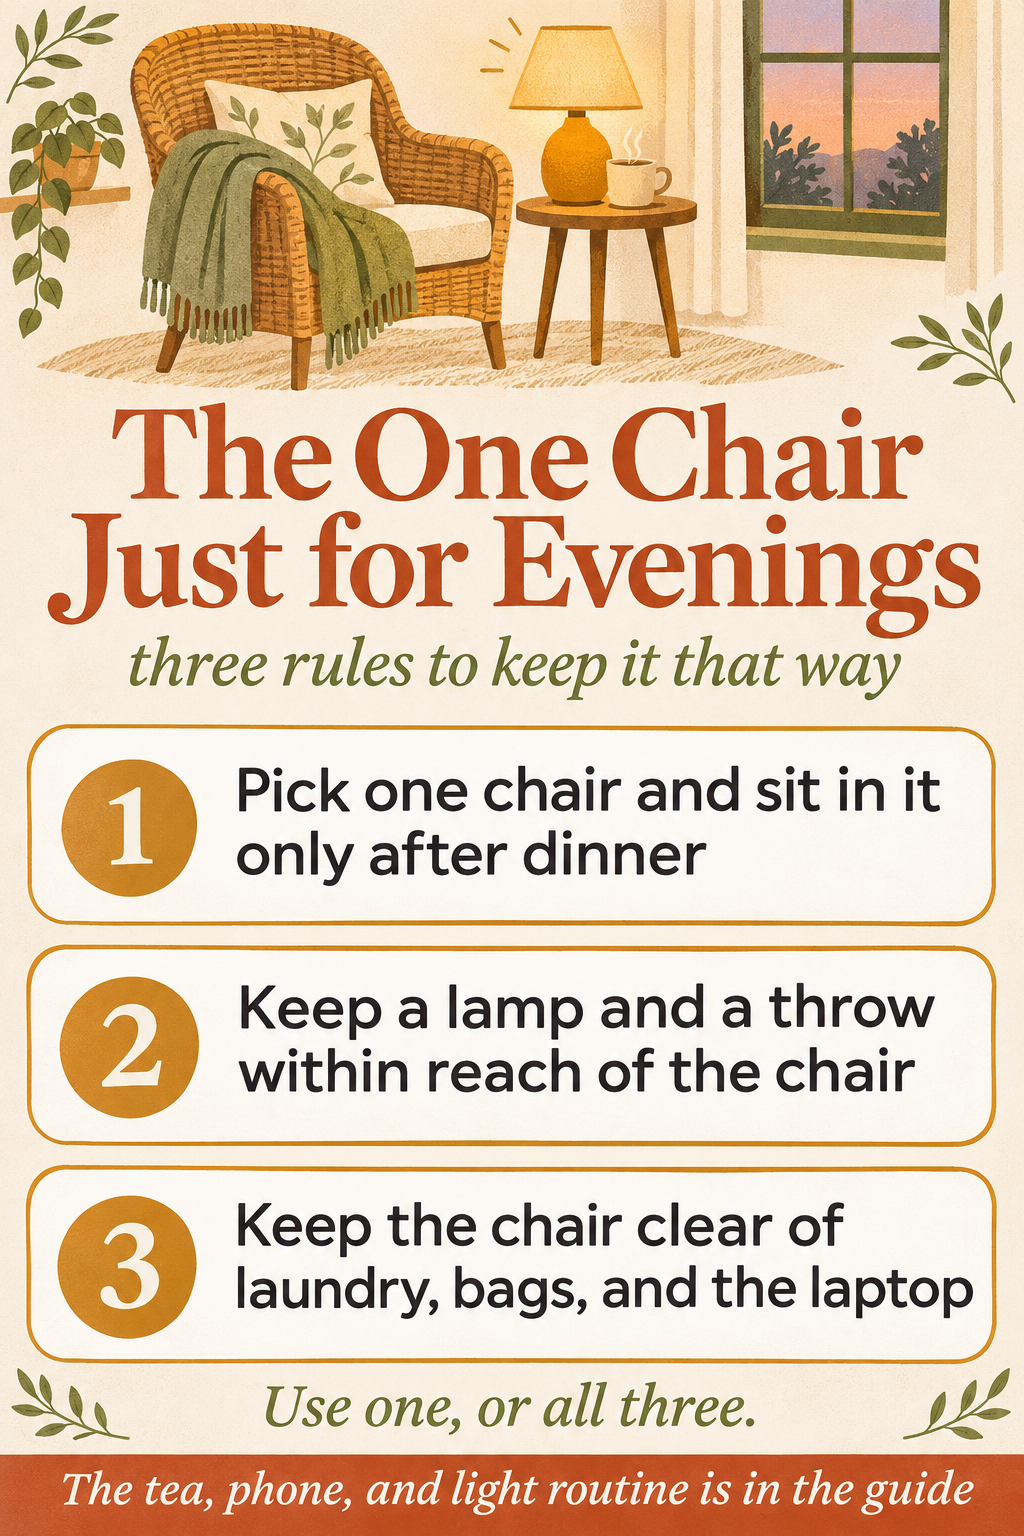 The One Chair
Just for Evenings
three rules to keep it that way
1
Pick one chair and sit in it
only after dinner
2
Keep a lamp and a throw
within reach of the chair
3
Keep the chair clear of
laundry, bags, and the laptop
Use one, or all three.
The tea, phone, and light routine is in the guide